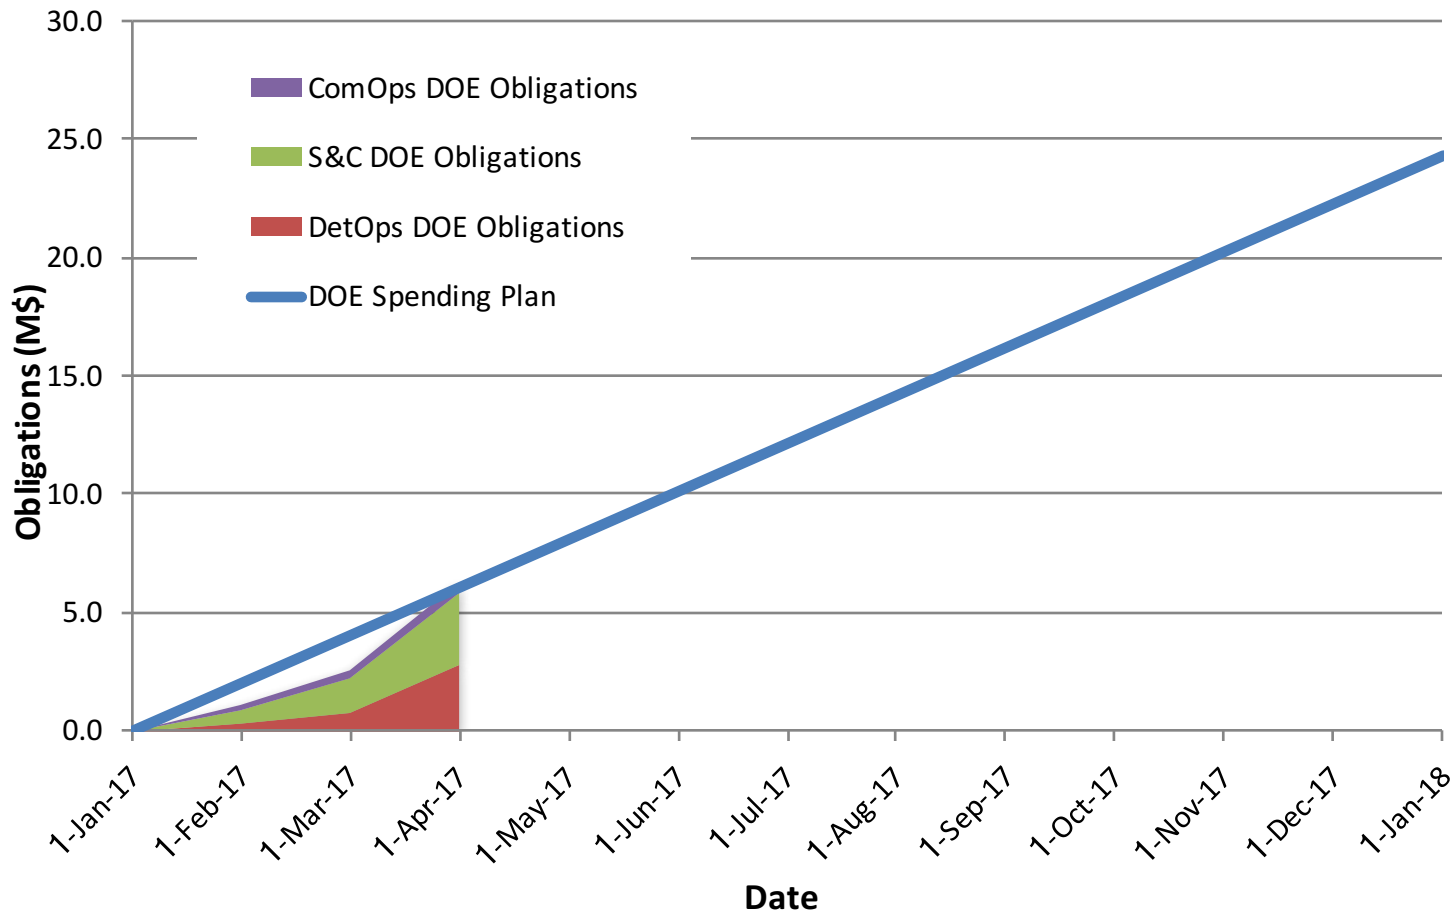 30.0
25.0
20.0
15.0
10.0
5.0
0.0
Obligations (M$)
ComOps DOE Obligations
S&C DOE Obligations
DetOps DOE Obligations
DOE Spending Plan
1-Jan-17
1-Feb-17
1-Mar-17
1-Apr-17
1-May-17
1-Jun-17
1-Jul-17
1-Aug-17
1-Sep-17
1-Oct-17
1-Nov-17
1-Dec-17
1-Jan-18
Date